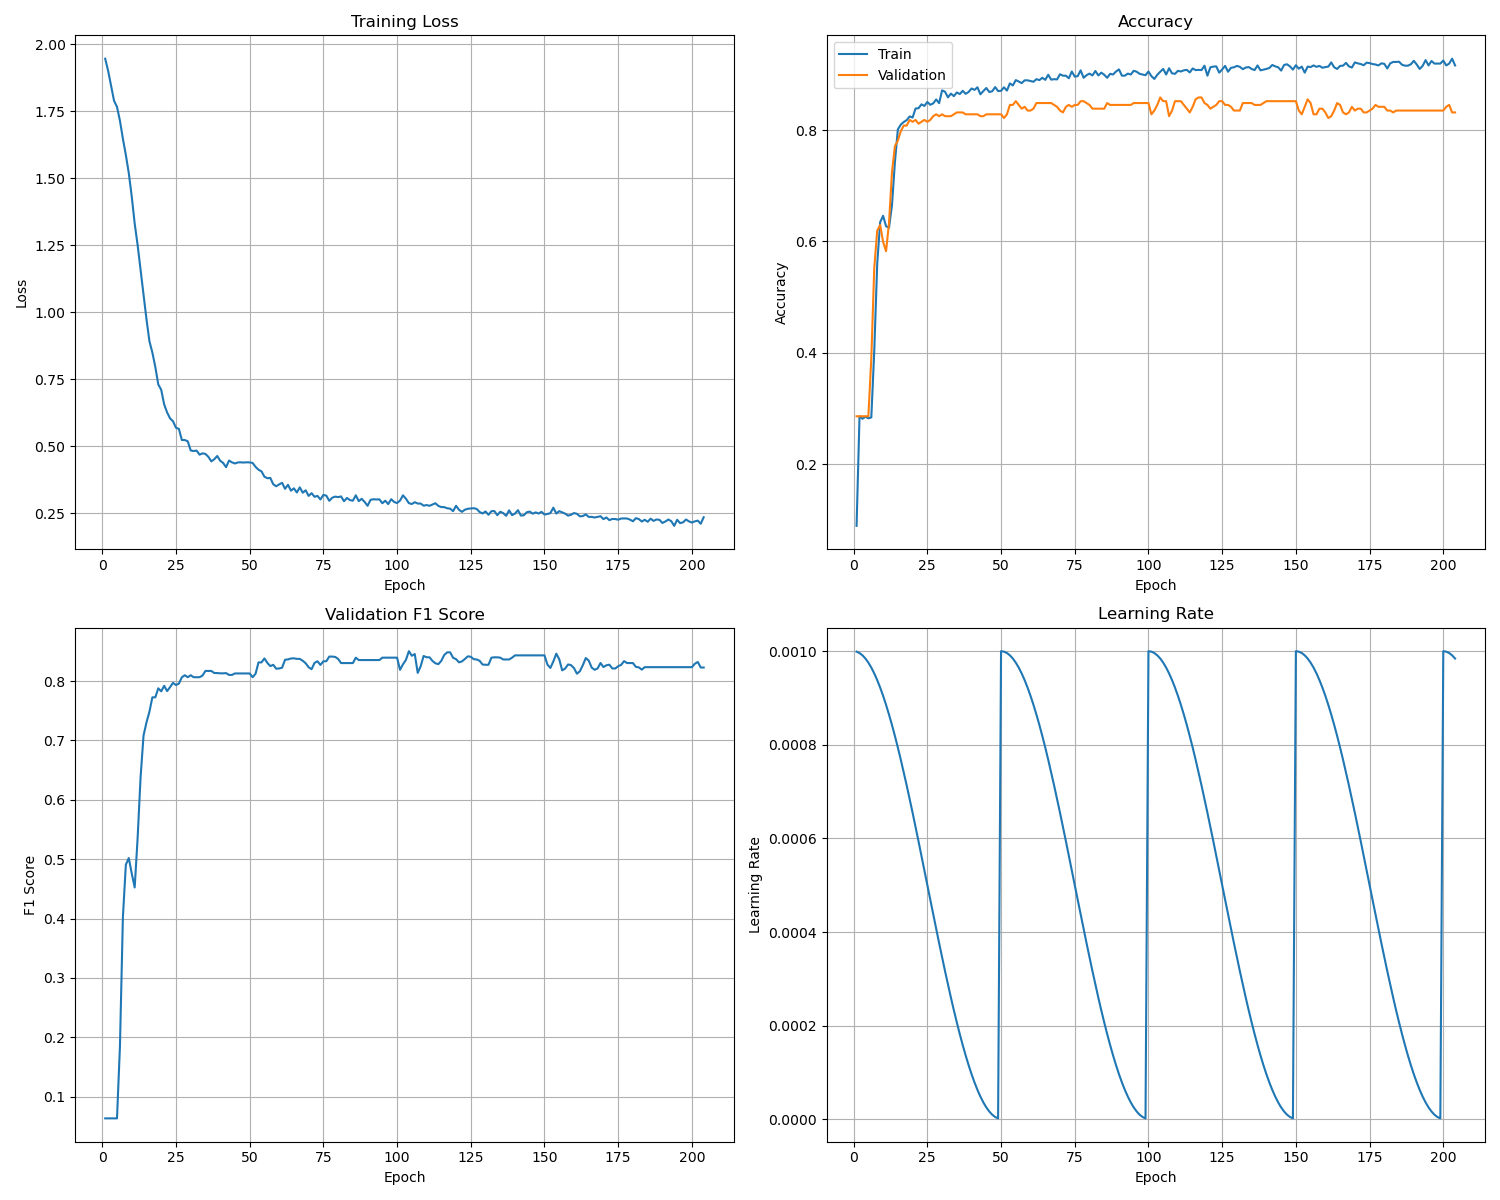 Training Loss
Loss
2.00
1.75
1.50
1.25
1.00
0.75
0.50
0.25
0 25 50 75 100 125 150 175 200
Epoch
Accuracy
Train
Validation
Accuracy
0.8
0.6
0.4
0.2
0 25 50 75 100 125 150 175 200
Epoch
Validation F1 Score
F1 Score
0.8
0.7
0.6
0.5
0.4
0.3
0.2
0.1
0 25 50 75 100 125 150 175 200
Epoch
Learning Rate
Learning Rate
0.0010
0.0008
0.0006
0.0004
0.0002
0.0000
0 25 50 75 100 125 150 175 200
Epoch